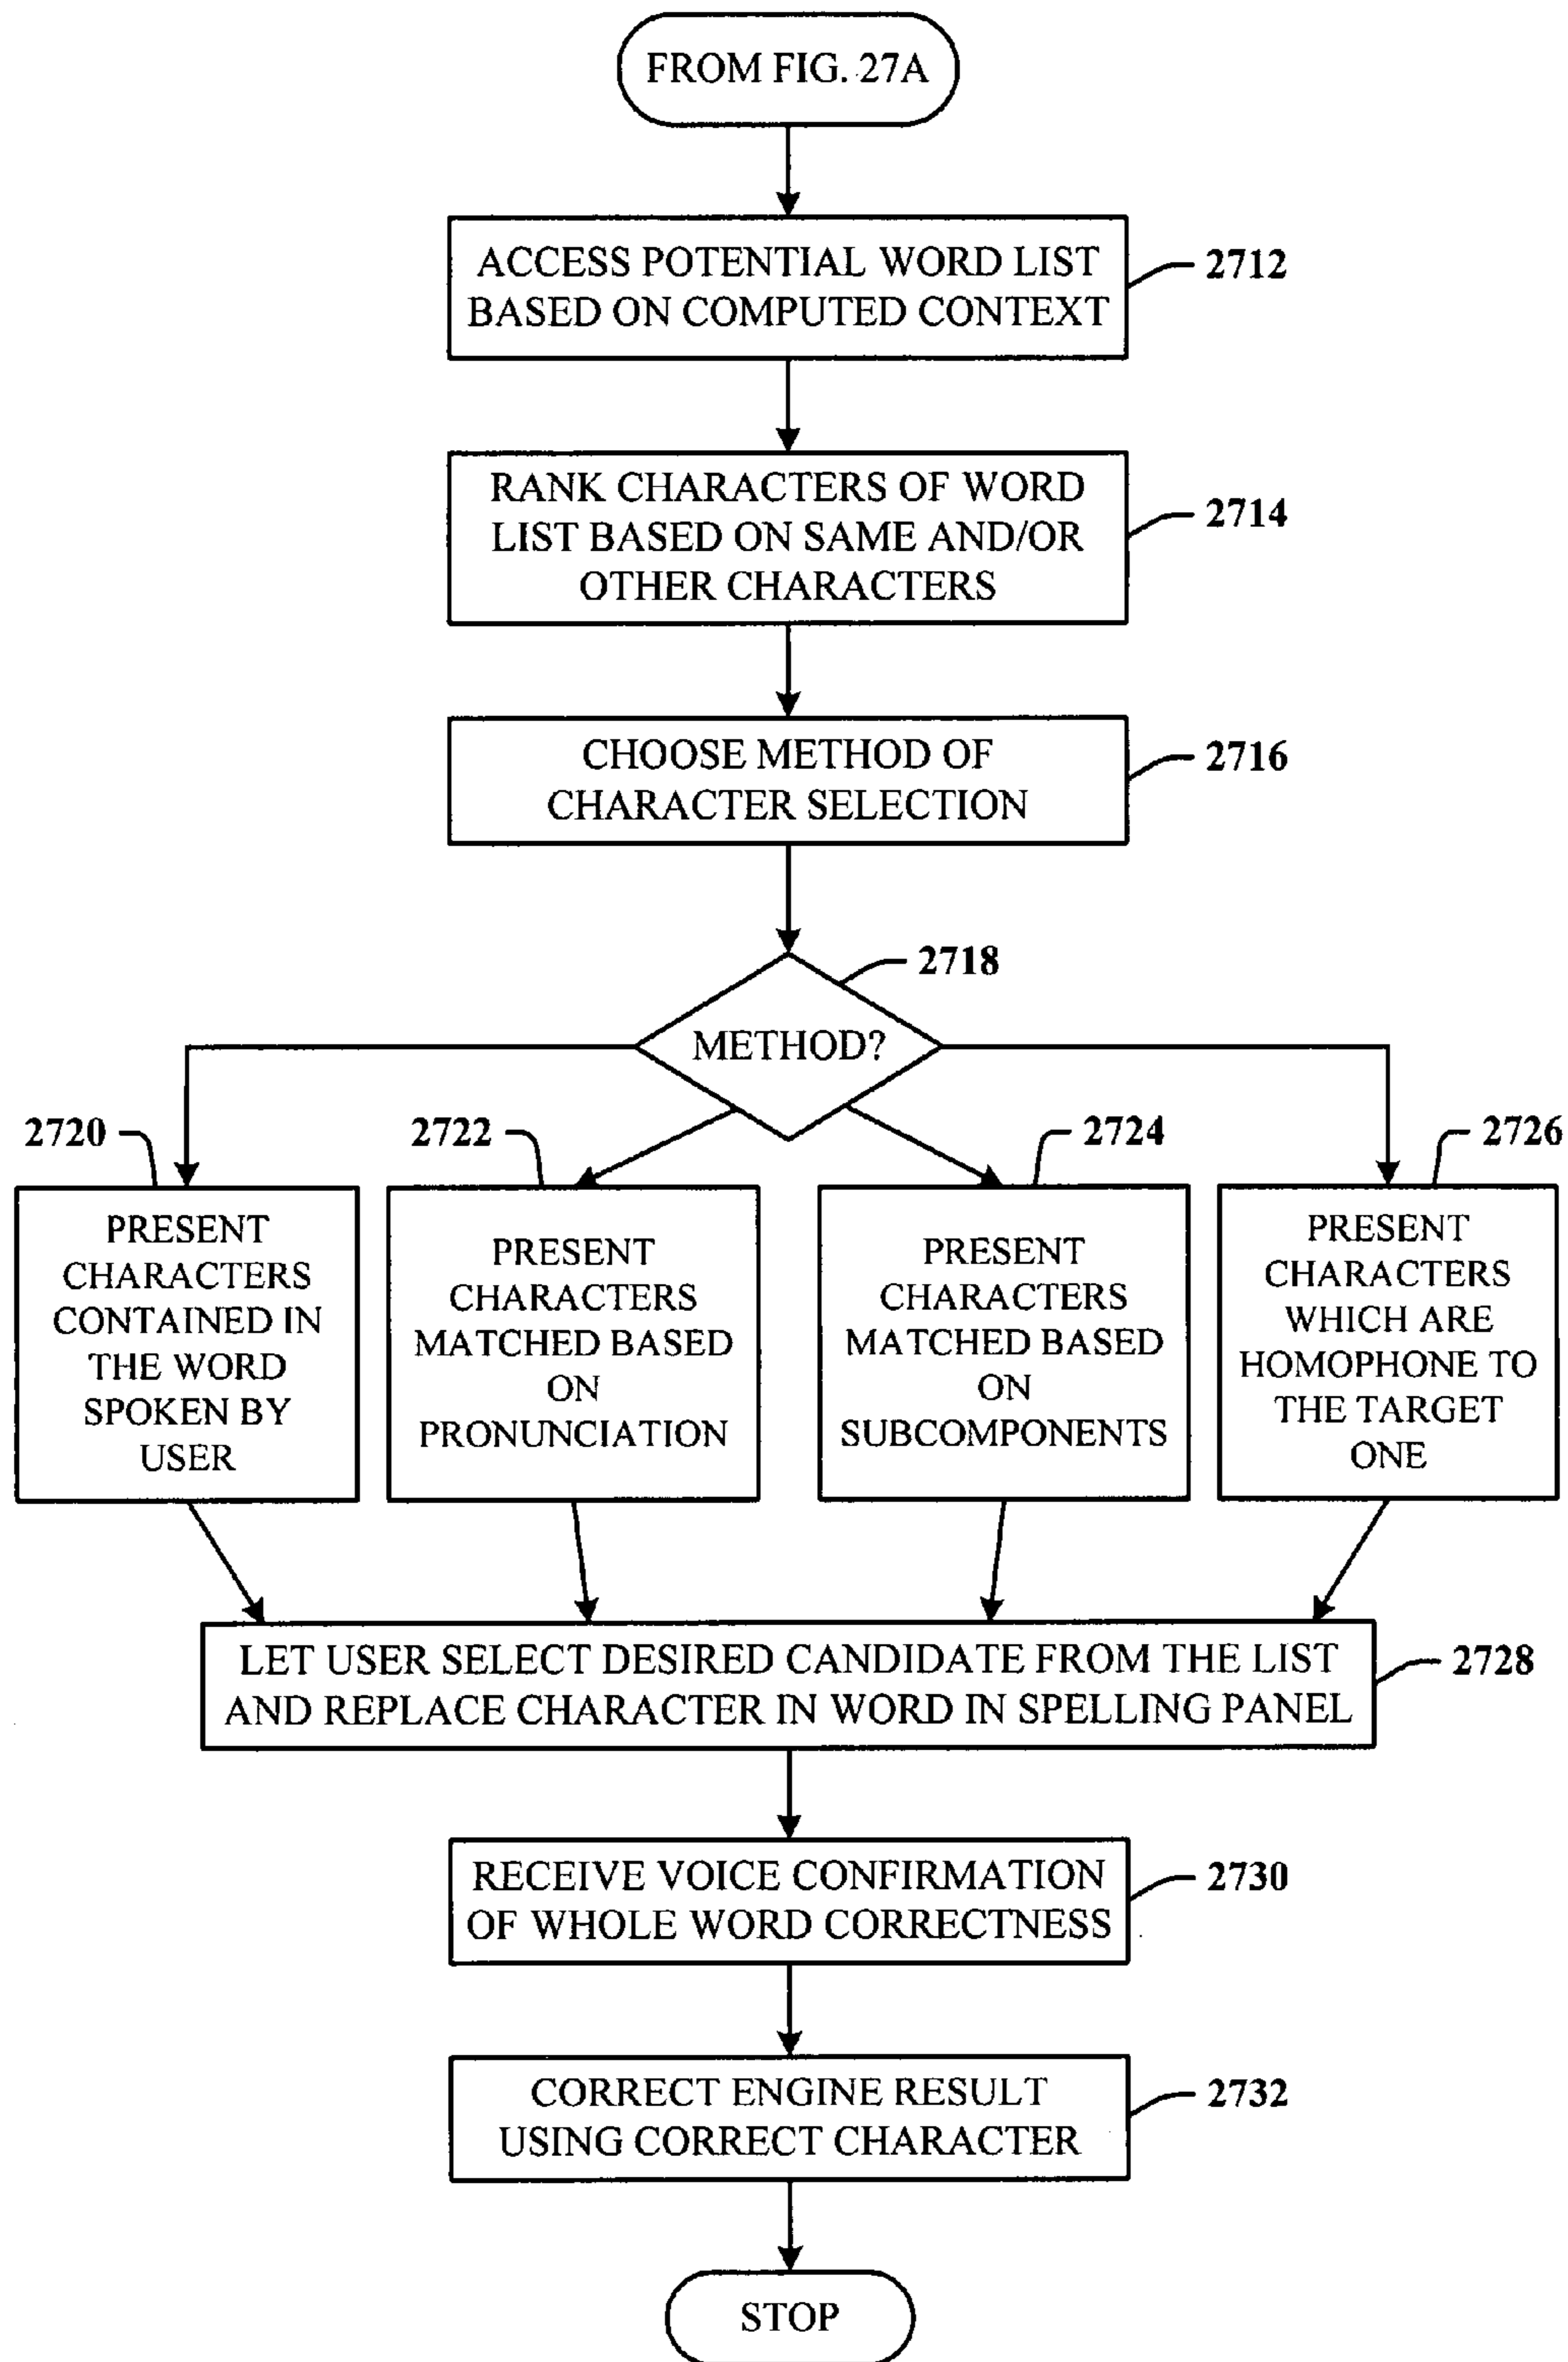 FROM FIG. 27A
ACCESS POTENTIAL WORD LIST
BASED ON COMPUTED CONTEXT
2712
RANK CHARACTERS OF WORD
LIST BASED ON SAME AND/OR
OTHER CHARACTERS
2714
CHOOSE METHOD OF
CHARACTER SELECTION
2716
2718
METHOD?
2720
PRESENT
CHARACTERS
CONTAINED IN
THE WORD
SPOKEN BY
USER
2722
PRESENT
CHARACTERS
MATCHED BASED
ON
PRONUNCIATION
2724
PRESENT
CHARACTERS
MATCHED BASED
ON
SUBCOMPONENTS
2726
PRESENT
CHARACTERS
WHICH ARE
HOMOPHONE TO
THE TARGET
ONE
LET USER SELECT DESIRED CANDIDATE FROM THE LIST
AND REPLACE CHARACTER IN WORD IN SPELLING PANEL
2728
RECEIVE VOICE CONFIRMATION
OF WHOLE WORD CORRECTNESS
2730
CORRECT ENGINE RESULT
USING CORRECT CHARACTER
2732
STOP